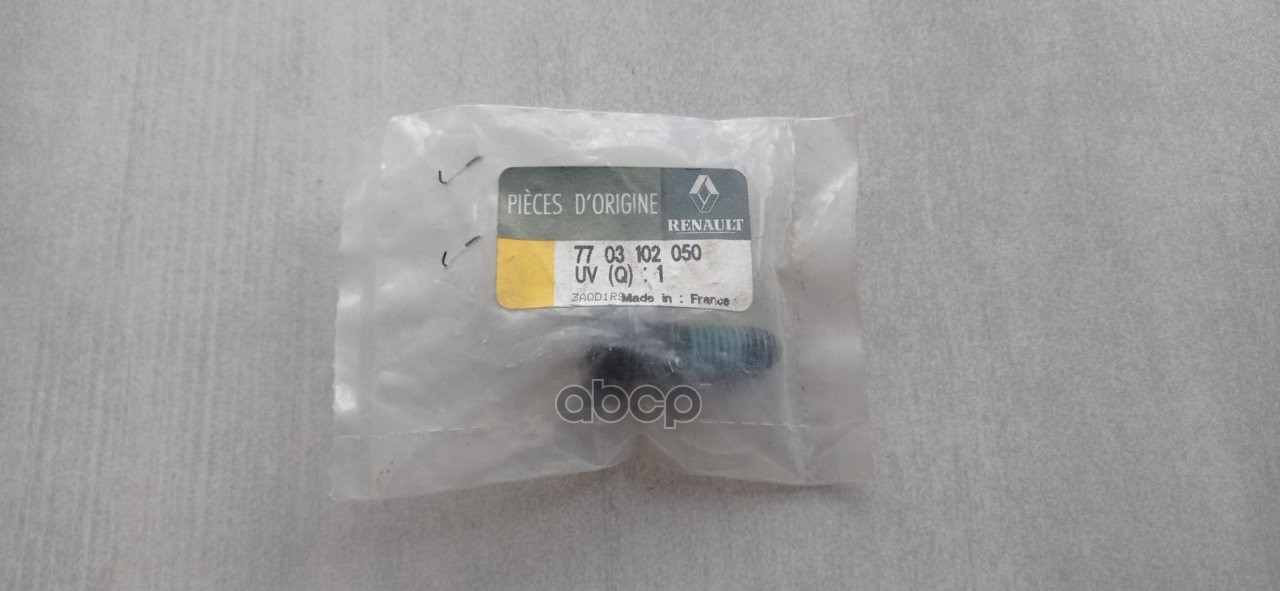 PIÈCES D'ORIGINE
RENAULT
77 03 102 050
UV (Q) : 1
Made in : France
abcp